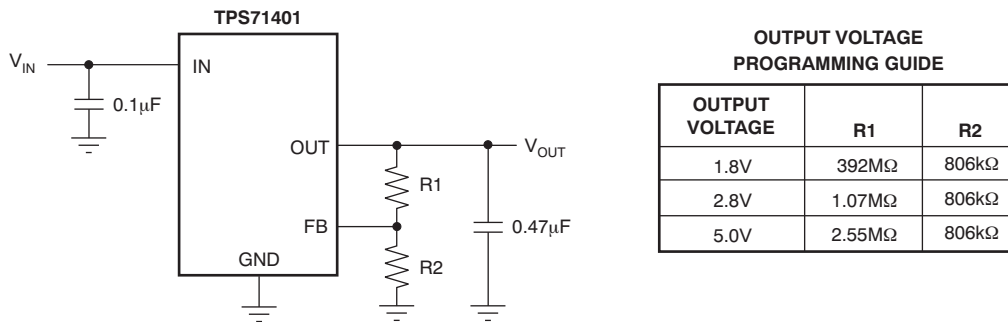 TPS71401
V_IN
IN
0.1μF
OUT
V_OUT
R1
FB
0.47μF
GND
R2
OUTPUT VOLTAGE
PROGRAMMING GUIDE
OUTPUT
VOLTAGE R1 R2
1.8V 392MΩ 806kΩ
2.8V 1.07MΩ 806kΩ
5.0V 2.55MΩ 806kΩ